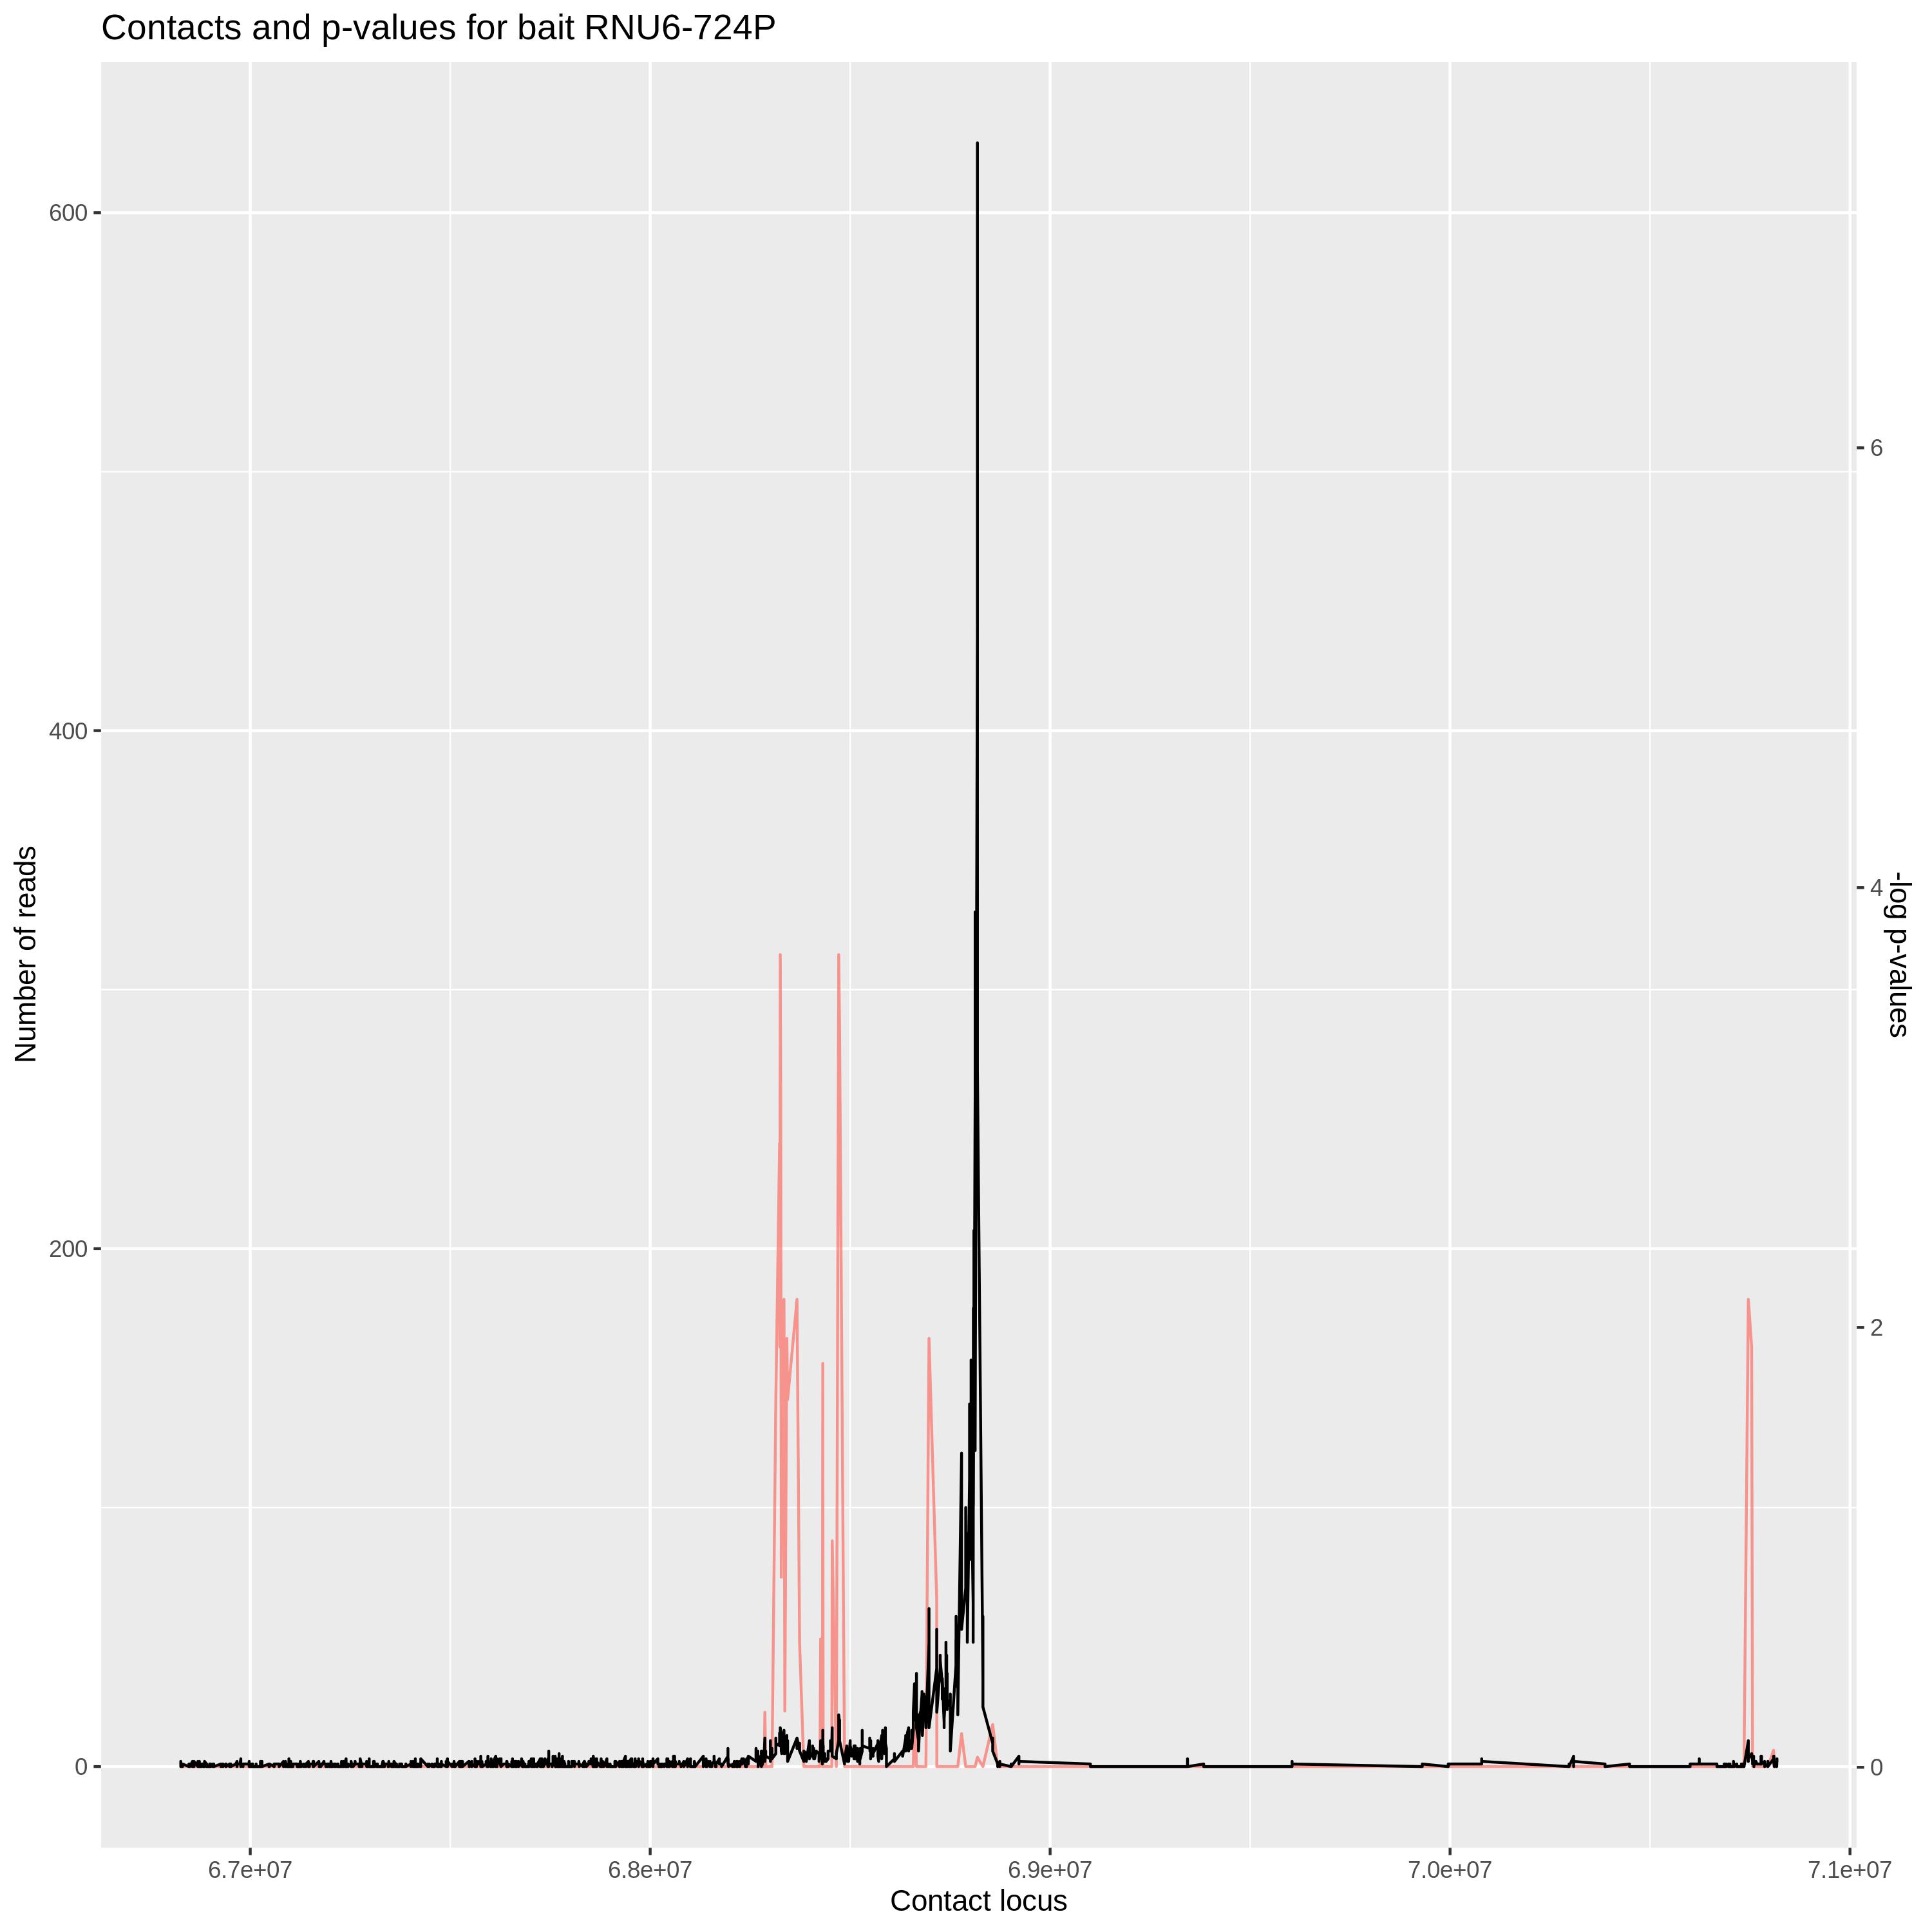 Contacts and p-values for bait RNU6-724P
600
400
200
0
Number of reads
6
4
2
0
-log p-values
6.7e+07
6.8e+07
6.9e+07
7.0e+07
7.1e+07
Contact locus